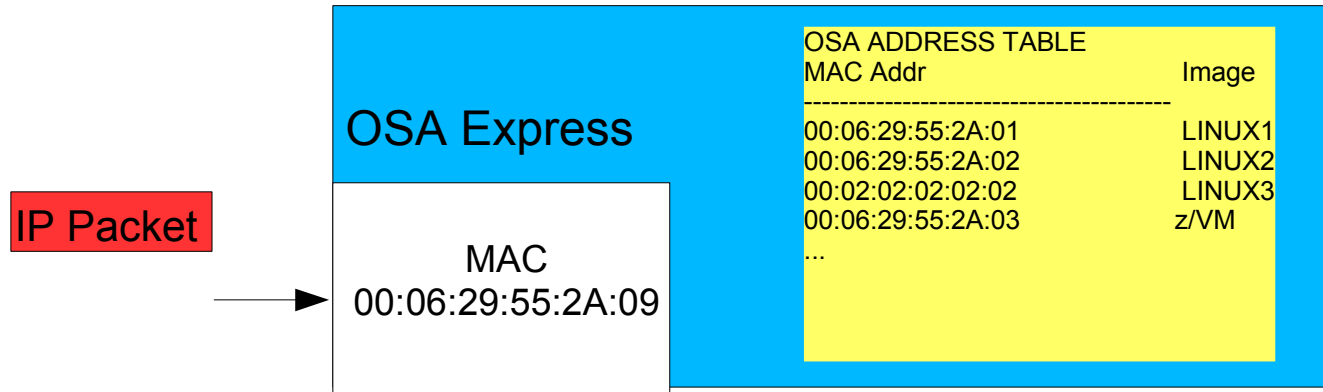 OSA ADDRESS TABLE
MAC Addr Image
-----------------------------------------
00:06:29:55:2A:01 LINUX1
00:06:29:55:2A:02 LINUX2
00:02:02:02:02:02 LINUX3
00:06:29:55:2A:03 z/VM
...
OSA Express
IP Packet
MAC
00:06:29:55:2A:09